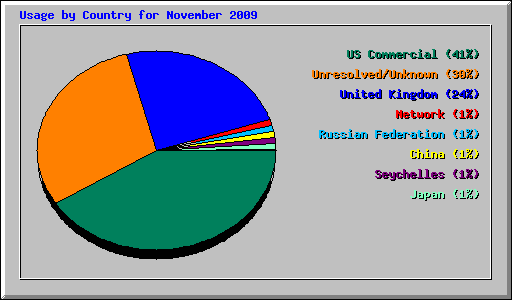 Usage by Country for November 2009
US Commercial (41%)
Unresolved/Unknown (30%)
United Kingdom (24%)
Network (1%)
Russian Federation (1%)
China (1%)
Seychelles (1%)
Japan (1%)